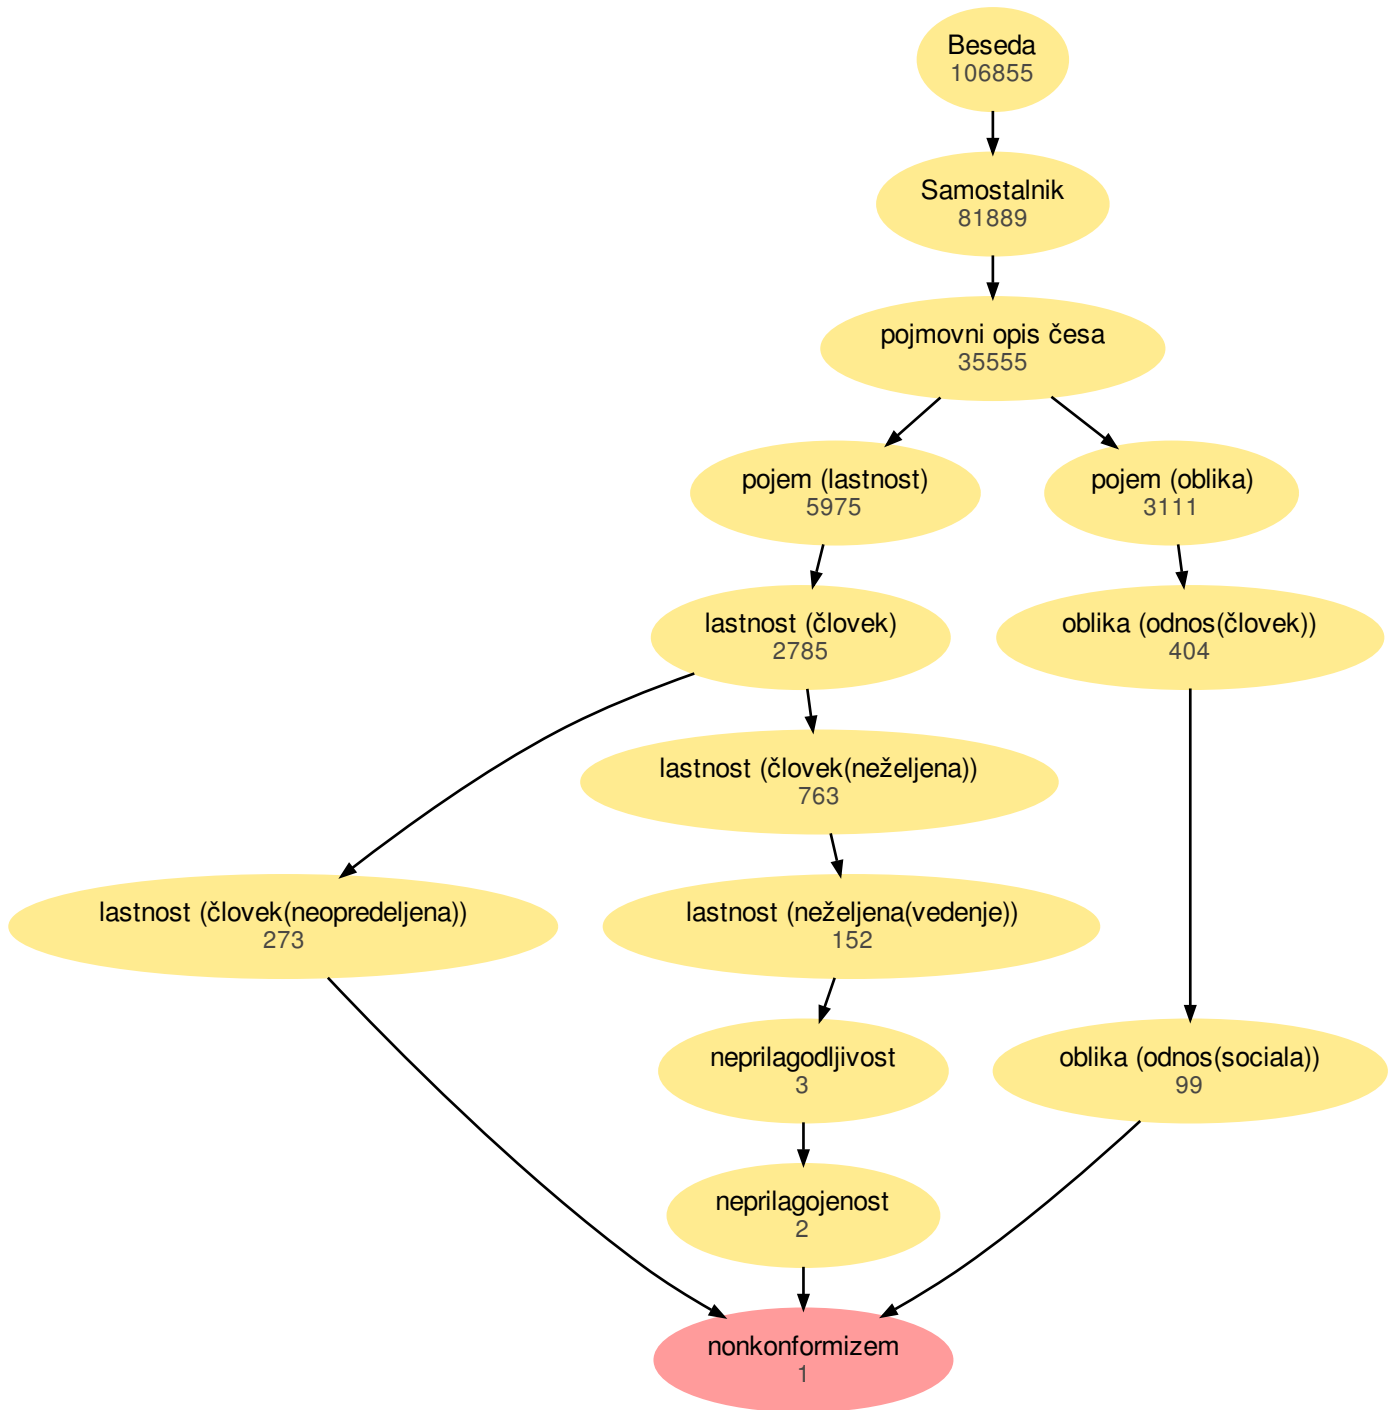 Beseda
106855
Samostalnik
81889
pojmovni opis česa
35555
pojem (lastnost)
5975
pojem (oblika)
3111
lastnost (človek)
2785
oblika (odnos(človek))
404
lastnost (človek(neželjena))
763
lastnost (človek(neopredeljena))
273
lastnost (neželjena(vedenje))
152
neprilagodljivost
3
oblika (odnos(sociala))
99
neprilagojenost
2
nonkonformizem
1